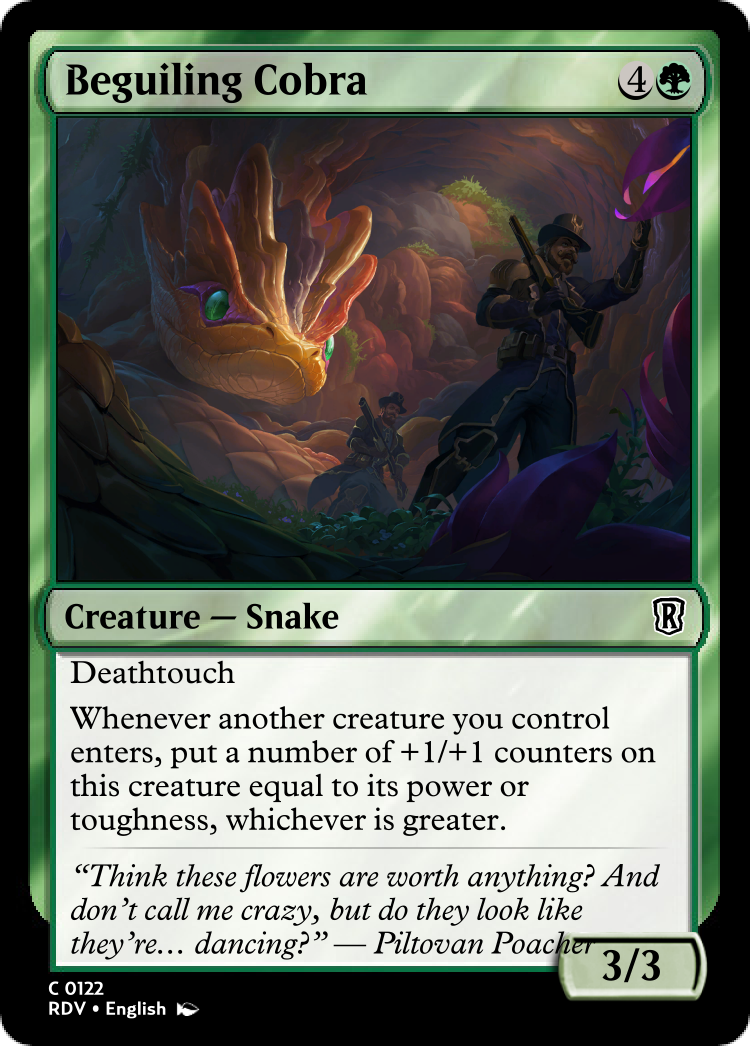 Beguiling Cobra
4
Creature — Snake
R
Deathtouch
Whenever another creature you control
enters, put a number of +1/+1 counters on
this creature equal to its power or
toughness, whichever is greater.
“Think these flowers are worth anything? And
don’t call me crazy, but do they look like
they’re… dancing?” — Piltovan Poacher
3/3
C 0122
RDV • English